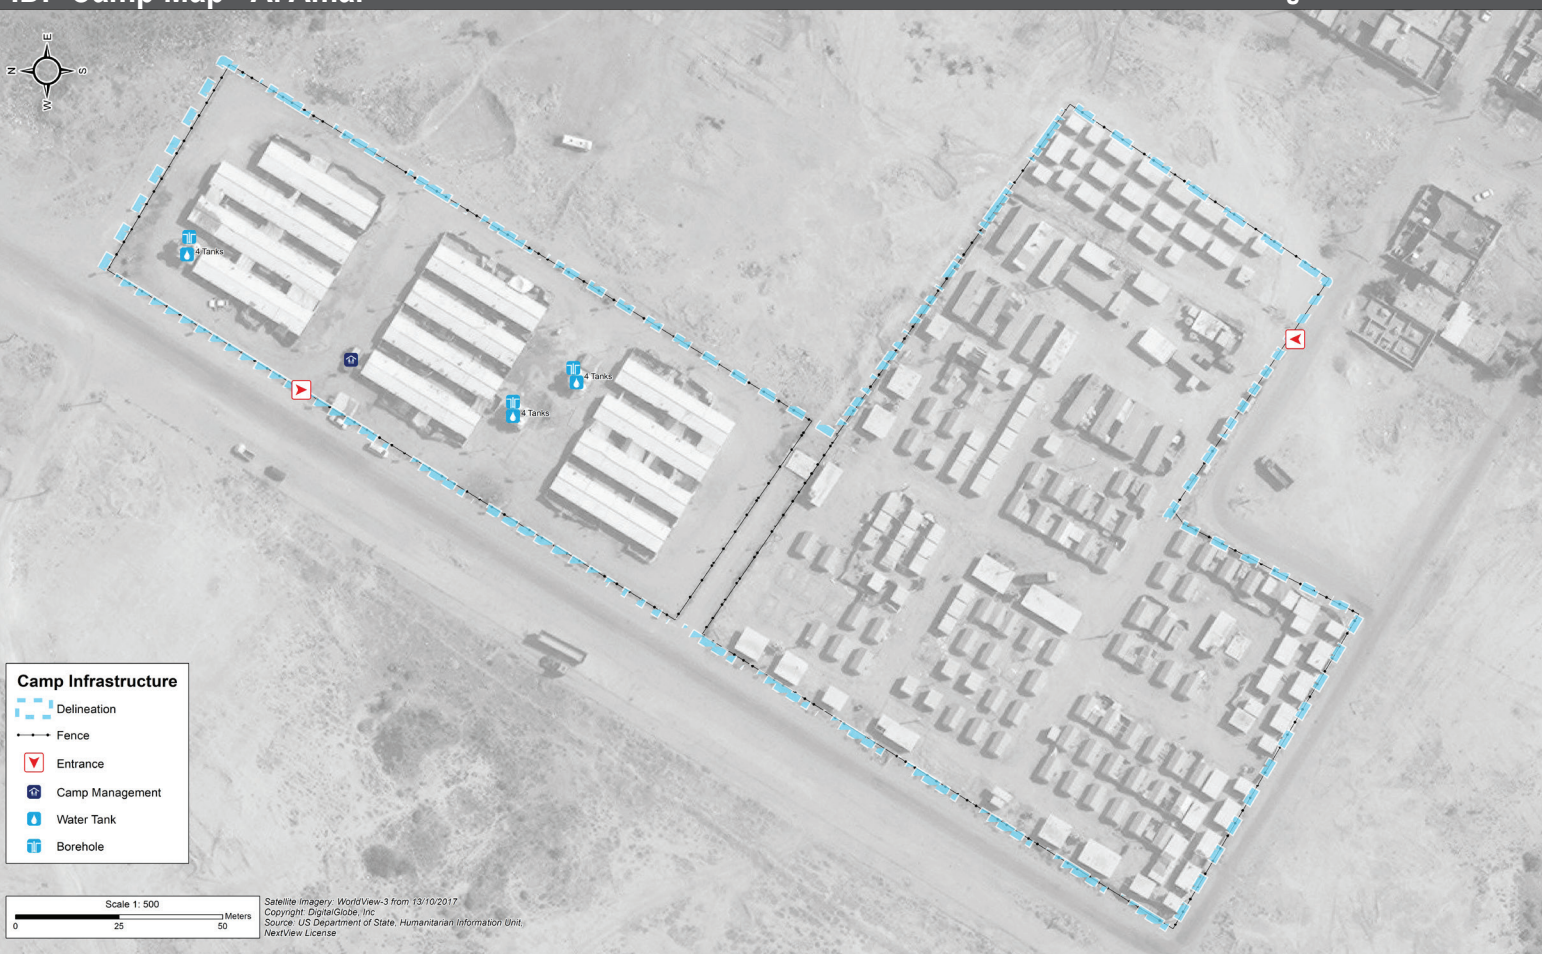 E
N
S
W
4 Tanks
4 Tanks
4 Tanks
Camp Infrastructure
Delineation
Fence
Entrance
Camp Management
Water Tank
Borehole
Scale 1: 500
Meters
0 25 50
Satellite Imagery: WorldView-3 from 13/10/2017
Copyright: DigitalGlobe, Inc
Source: US Department of State, Humanitarian Information Unit,
NextView License